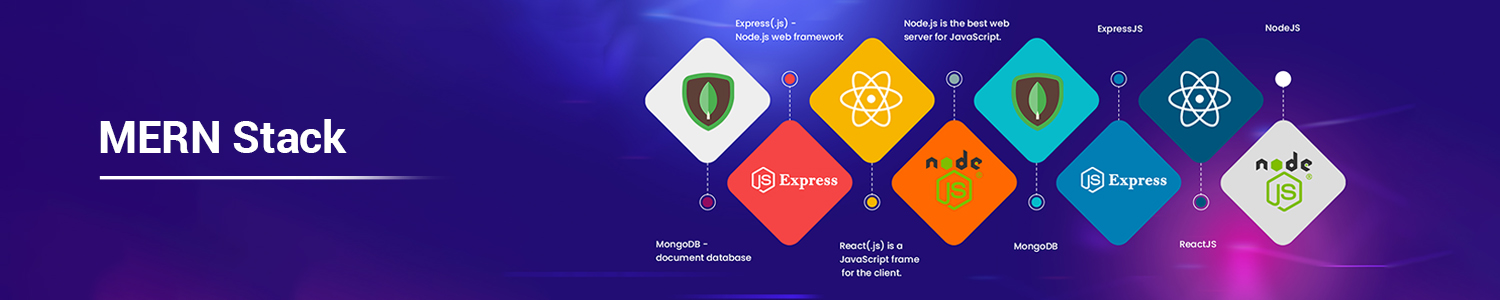 MERN Stack
Express(.js) -
Node.js web framework
Node.js is the best web
server for JavaScript.
ExpressJS
NodeJS
JS Express
node
JS
JS Express
node
JS
®
MongoDB -
document database
React(.js) is a
JavaScript frame
for the client.
MongoDB
ReactJS